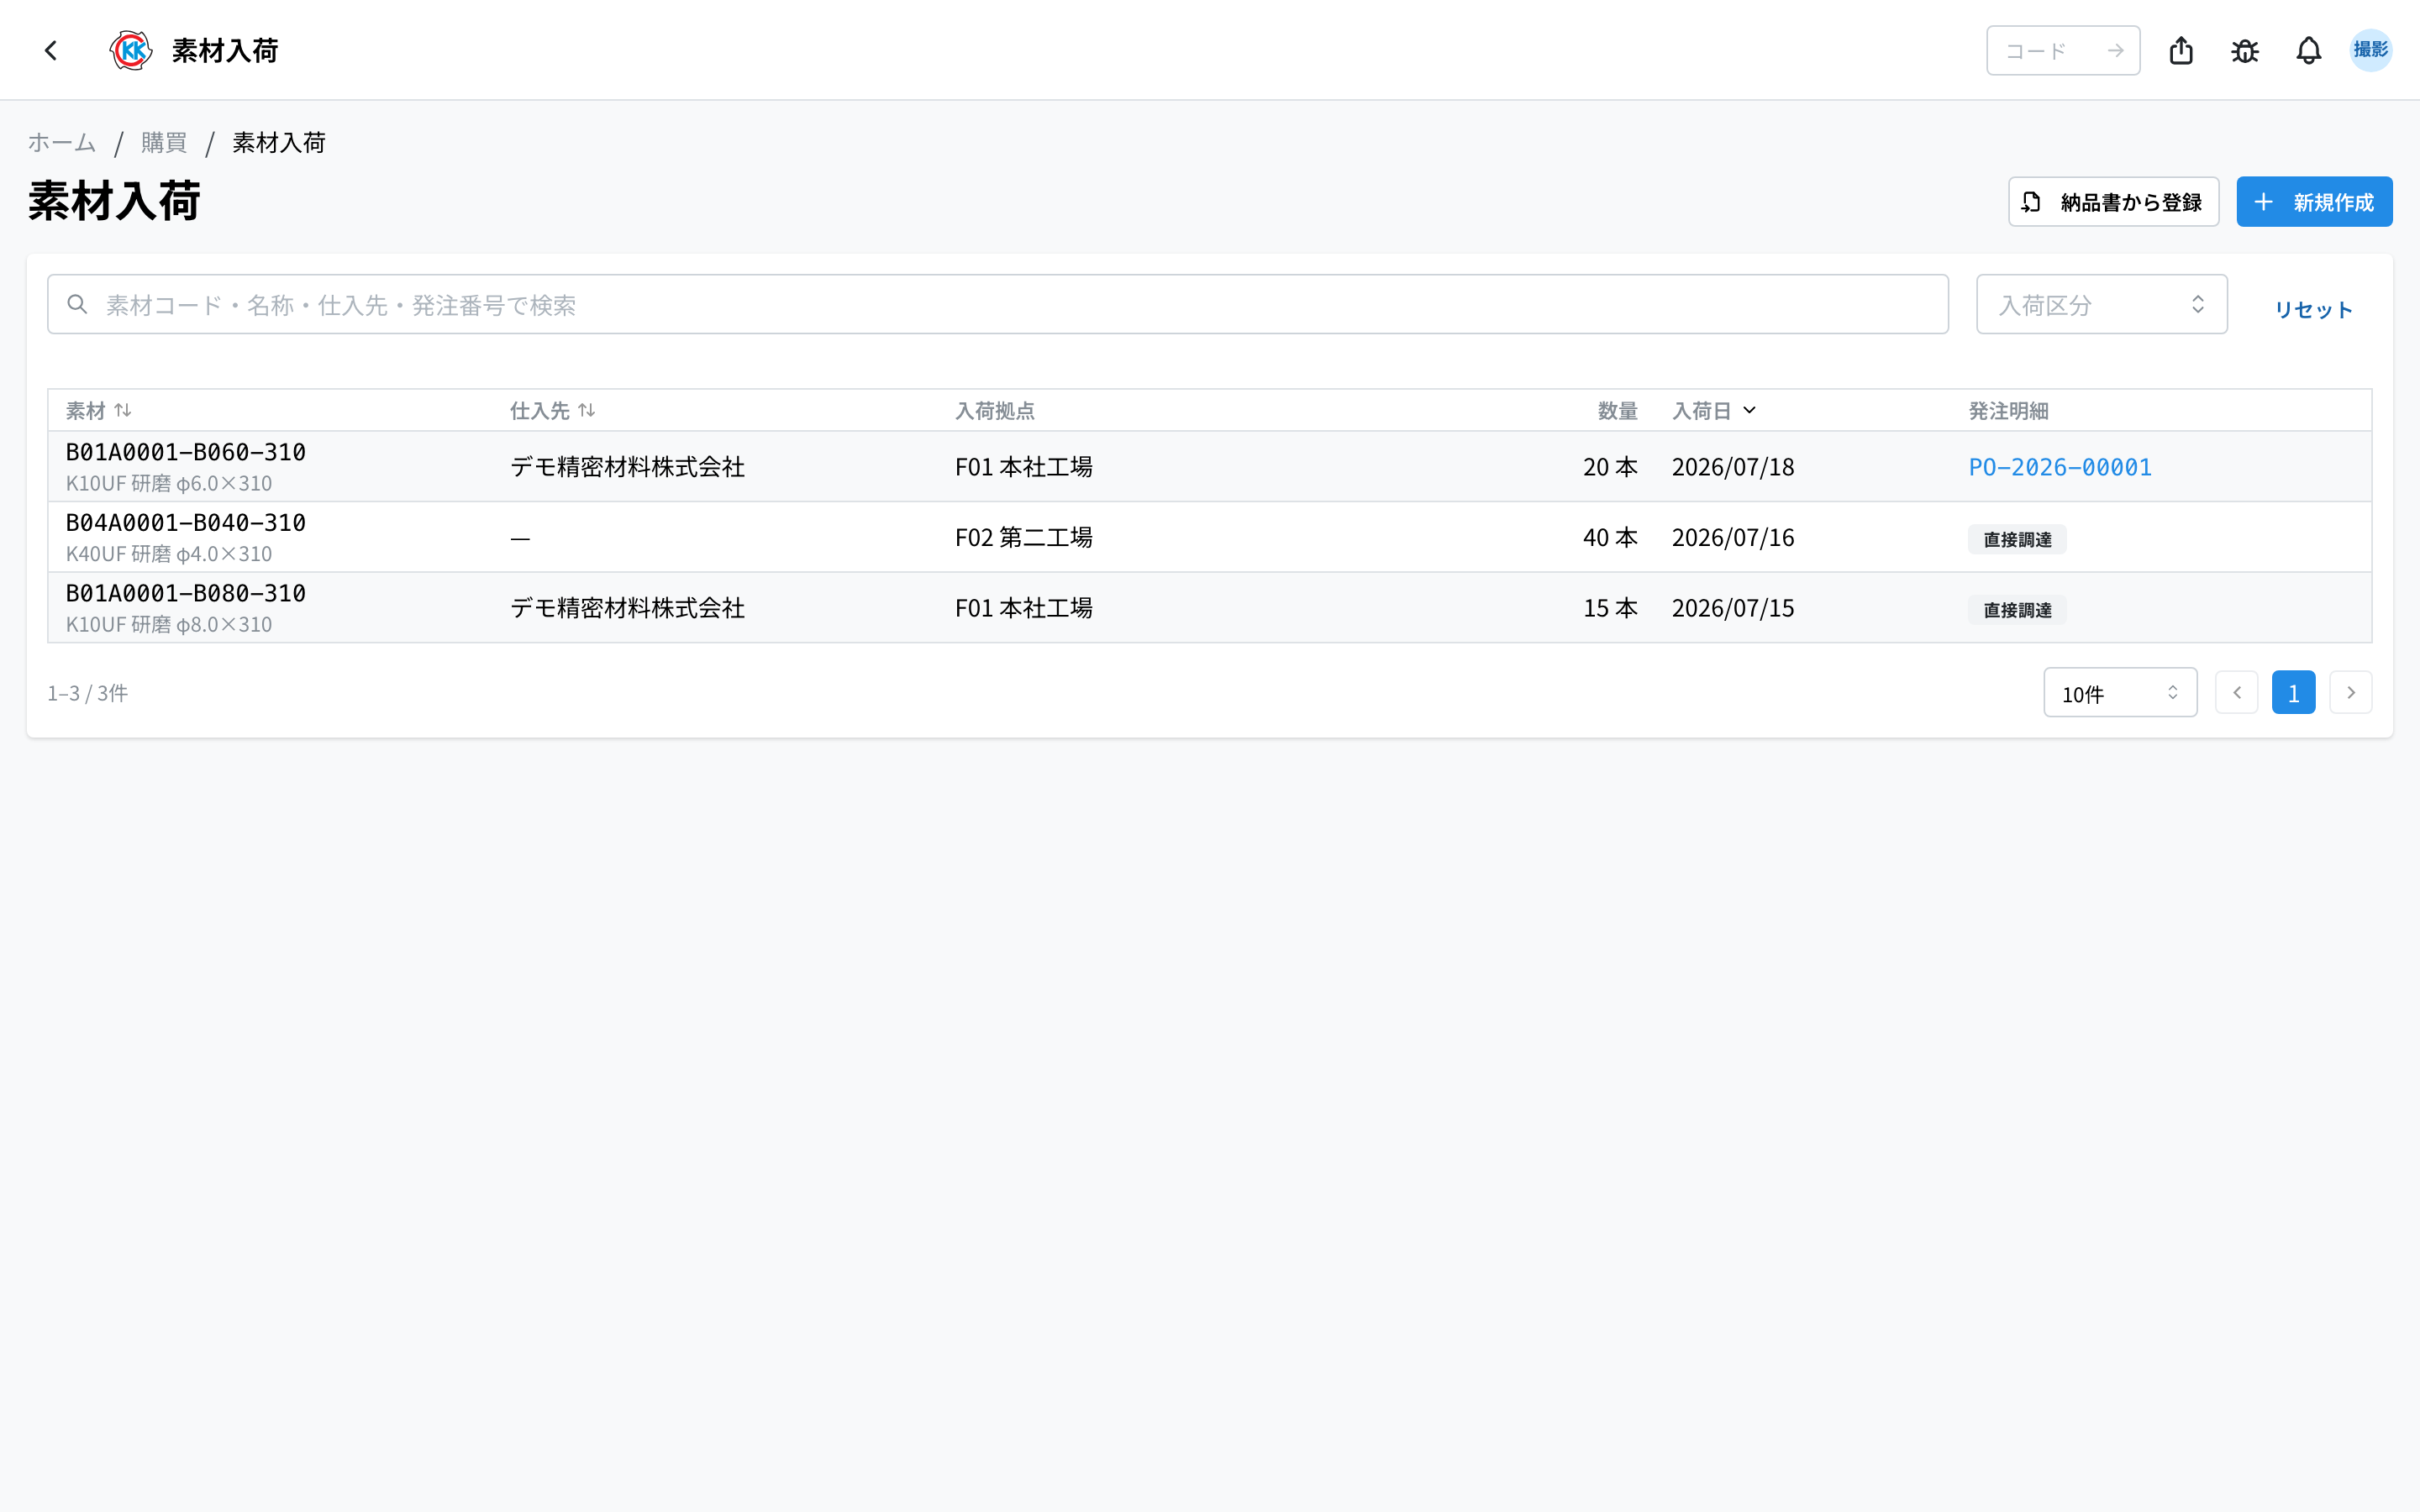 KK 素材入荷
コード
撮影
ホーム / 購買 / 素材入荷
素材入荷
納品書から登録
新規作成
素材コード・名称・仕入先・発注番号で検索
入荷区分
リセット
素材 仕入先 入荷拠点 数量 入荷日 発注明細
B01A0001-B060-310
K10UF 研磨 φ6.0×310
デモ精密材料株式会社 F01 本社工場 20 本 2026/07/18 PO-2026-00001
B04A0001-B040-310
K40UF 研磨 φ4.0×310
— F02 第二工場 40 本 2026/07/16 直接調達
B01A0001-B080-310
K10UF 研磨 φ8.0×310
デモ精密材料株式会社 F01 本社工場 15 本 2026/07/15 直接調達
1–3 / 3件
10件
1